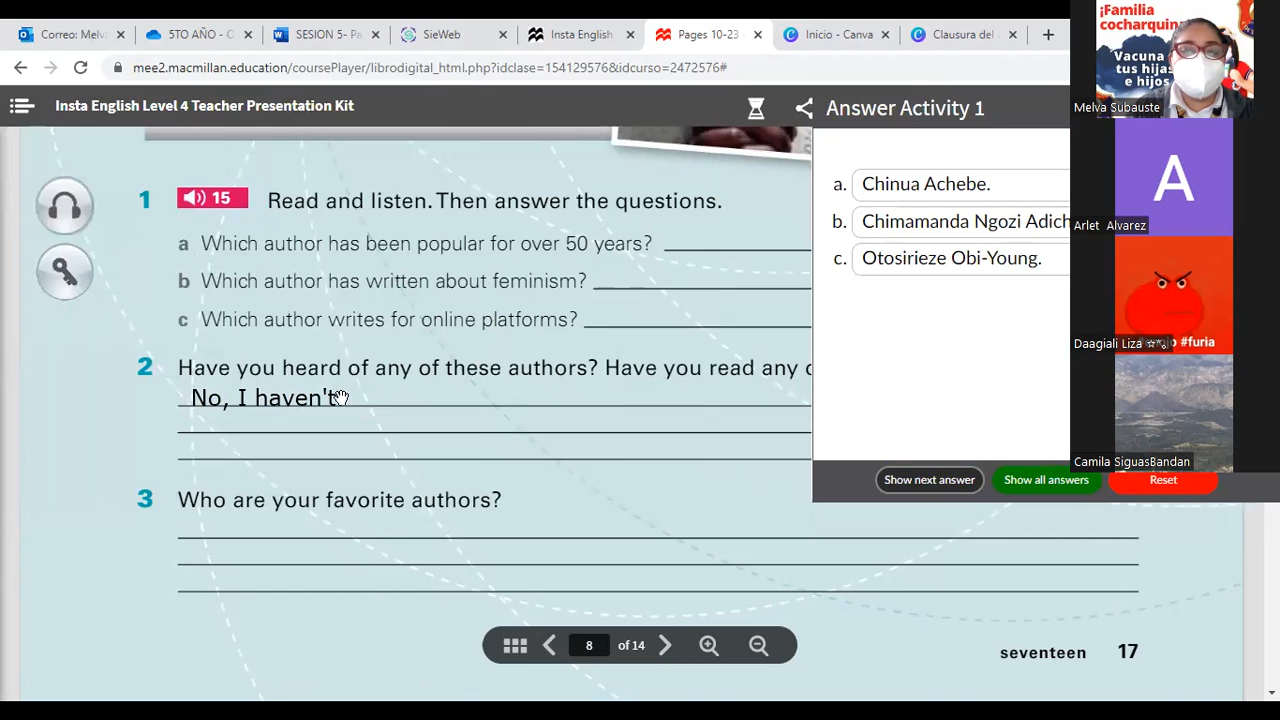 Correo: Melv
5TO AÑO - C
SESION 5- Pa
SíseWeb
Insta English
Pages 10-23 -
Inicio - Canva
Clausura del
mee2.macmillan.education/coursePlayer/librodi
.php?idclase=154129576&idcurso=2472576#
Insta English Level 4 Teacher Presentation Kit
Answer Activity 1
a. Chinua Achebe.
b. Chimamanda Ngozi Adich
c. Otosirieze Obi-Young.
Show next answer
Show all answers
Reset
1 15 Read and listen. Then answer the questions.
a Which author has been popular for over 50 years?
b Which author has written about feminism?
c Which author writes for online platforms?
2 Have you heard of any of these authors? Have you read any
No, I haven't
3 Who are your favorite authors?
8 of 14
seventeen 17
¡Familia
cocharquin
Vacuna
tus hijas
e hijos
Melva Subauste
A
Arlet Alvarez
#furia
Daagiali Liza
Camila SiguasBandan